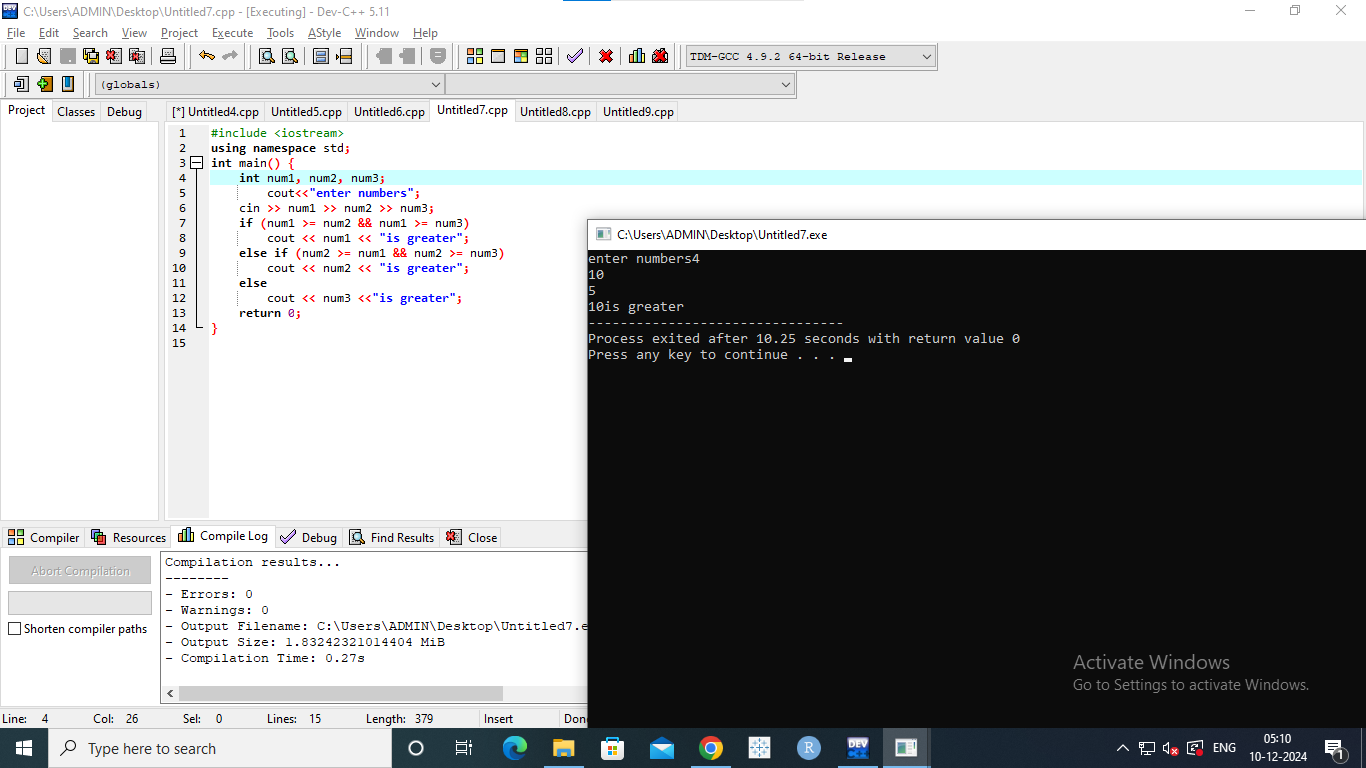 C:\Users\ADMIN\Desktop\Untitled7.cpp - [Executing] - Dev-C++ 5.11
File Edit Search View Project Execute Tools AStyle Window Help
TDM-GCC 4.9.2 64-bit Release
(globals)
Project Classes Debug
[*] Untitled4.cpp Untitled5.cpp Untitled6.cpp Untitled7.cpp Untitled8.cpp Untitled9.cpp
1 #include <iostream>
2 using namespace std;
3 int main() {
4 int num1, num2, num3;
5 cout<<"enter numbers";
6 cin >> num1 >> num2 >> num3;
7 if (num1 >= num2 && num1 >= num3)
8 cout << num1 << "is greater";
9 else if (num2 >= num1 && num2 >= num3)
10 cout << num2 << "is greater";
11 else
12 cout << num3 <<"is greater";
13 return 0;
14 }
15
C:\Users\ADMIN\Desktop\Untitled7.exe
enter numbers4
10
5
10is greater
--------------------------------
Process exited after 10.25 seconds with return value 0
Press any key to continue . . .
Compiler Resources Compile Log Debug Find Results Close
Abort Compilation
Shorten compiler paths
Compilation results...
--------
- Errors: 0
- Warnings: 0
- Output Filename: C:\Users\ADMIN\Desktop\Untitled7.e
- Output Size: 1.83242321014404 MiB
- Compilation Time: 0.27s
Activate Windows
Go to Settings to activate Windows.
Line: 4 Col: 26 Sel: 0 Lines: 15 Length: 379 Insert Done
Type here to search
DEV
R
ENG
05:10
10-12-2024
1